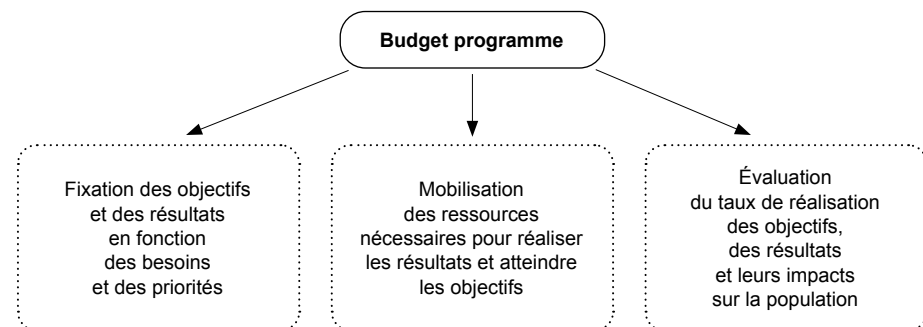 Budget programme
Fixation des objectifs
et des résultats
en fonction
des besoins
et des priorités
Mobilisation
des ressources
nécessaires pour réaliser
les résultats et atteindre
les objectifs
Évaluation
du taux de réalisation
des objectifs,
des résultats
et leurs impacts
sur la population